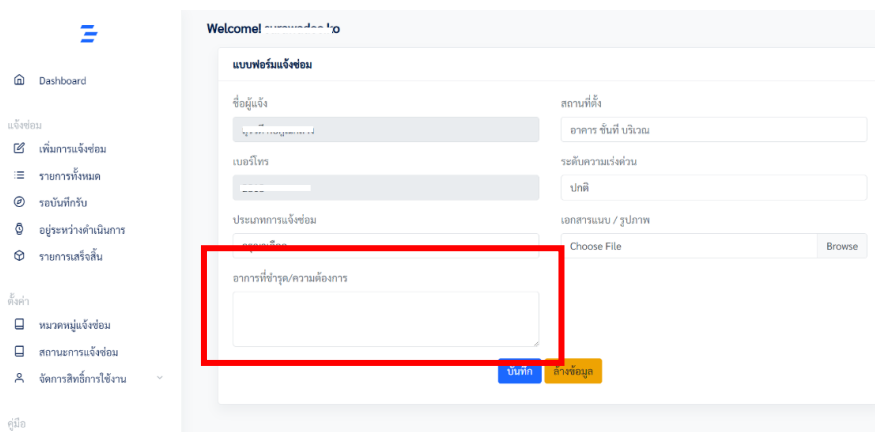 Welcome!
แบบฟอร์มแจ้งซ่อม
Dashboard
แจ้งซ่อม
เพิ่มการแจ้งซ่อม
รายการทั้งหมด
รอบันทึกรับ
อยู่ระหว่างดำเนินการ
รายการเสร็จสิ้น
ตั้งค่า
หมวดหมู่แจ้งซ่อม
สถานะการแจ้งซ่อม
จัดการสิทธิ์การใช้งาน
คู่มือ
ชื่อผู้แจ้ง
สถานที่ตั้ง
อาคาร ชั้นที่ บริเวณ
เบอร์โทร
ระดับความเร่งด่วน
ปกติ
ประเภทการแจ้งซ่อม
เอกสารแนบ / รูปภาพ
Choose File
Browse
อาการที่ชำรุด/ความต้องการ
บันทึก
ล้างข้อมูล